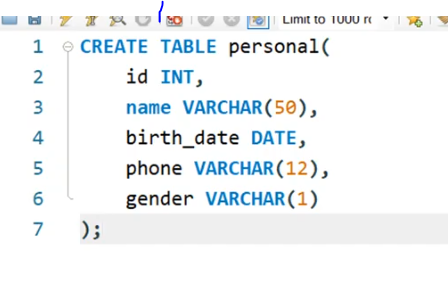 Limit to 1000 rc
1 CREATE TABLE personal(
2 id INT,
3 name VARCHAR(50),
4 birth_date DATE,
5 phone VARCHAR(12),
6 gender VARCHAR(1)
7 );